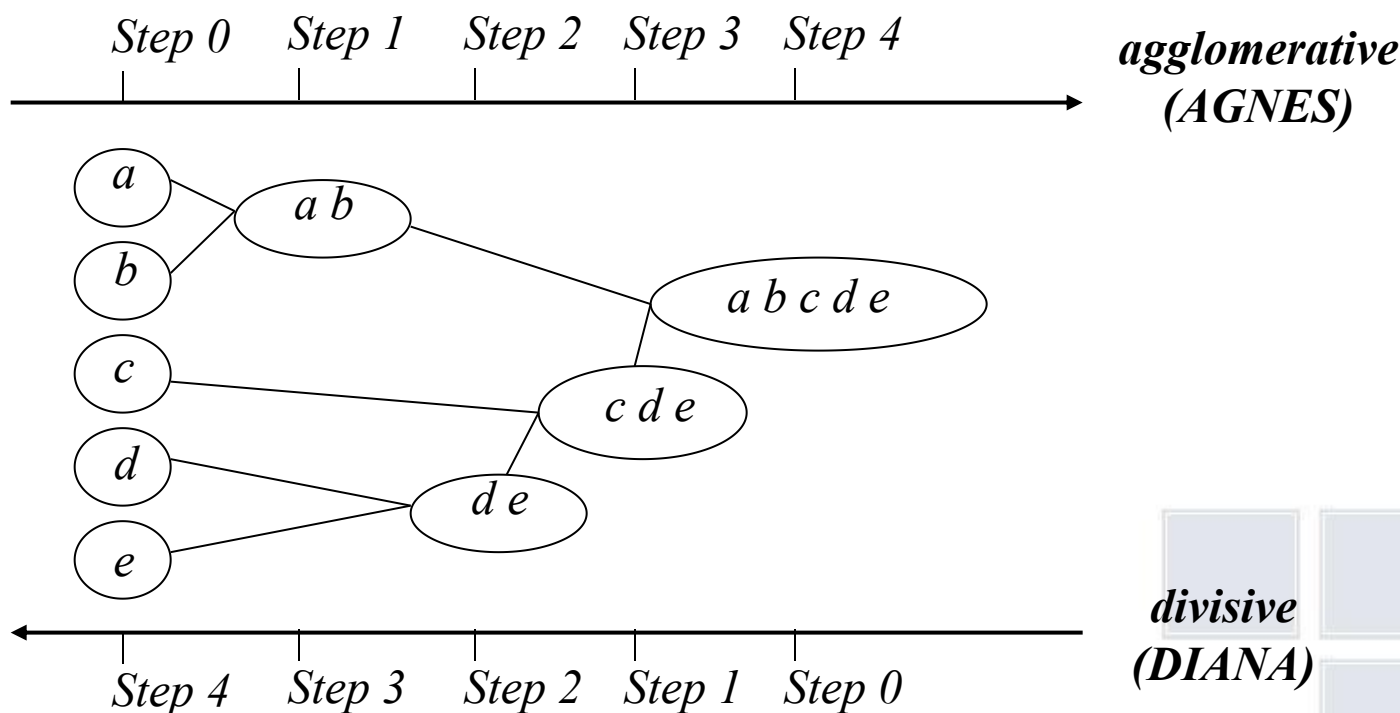 Step 0 Step 1 Step 2 Step 3 Step 4
agglomerative
(AGNES)
a
a b
b
a b c d e
c
c d e
d
d e
e
divisive
(DIANA)
Step 4 Step 3 Step 2 Step 1 Step 0